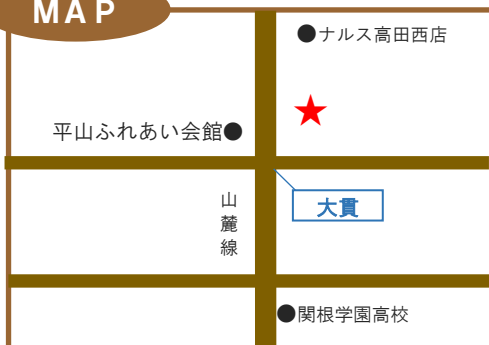 MAP
●ナルス高田西店
平山ふれあい会館●
山麓線
大貫
●関根学園高校